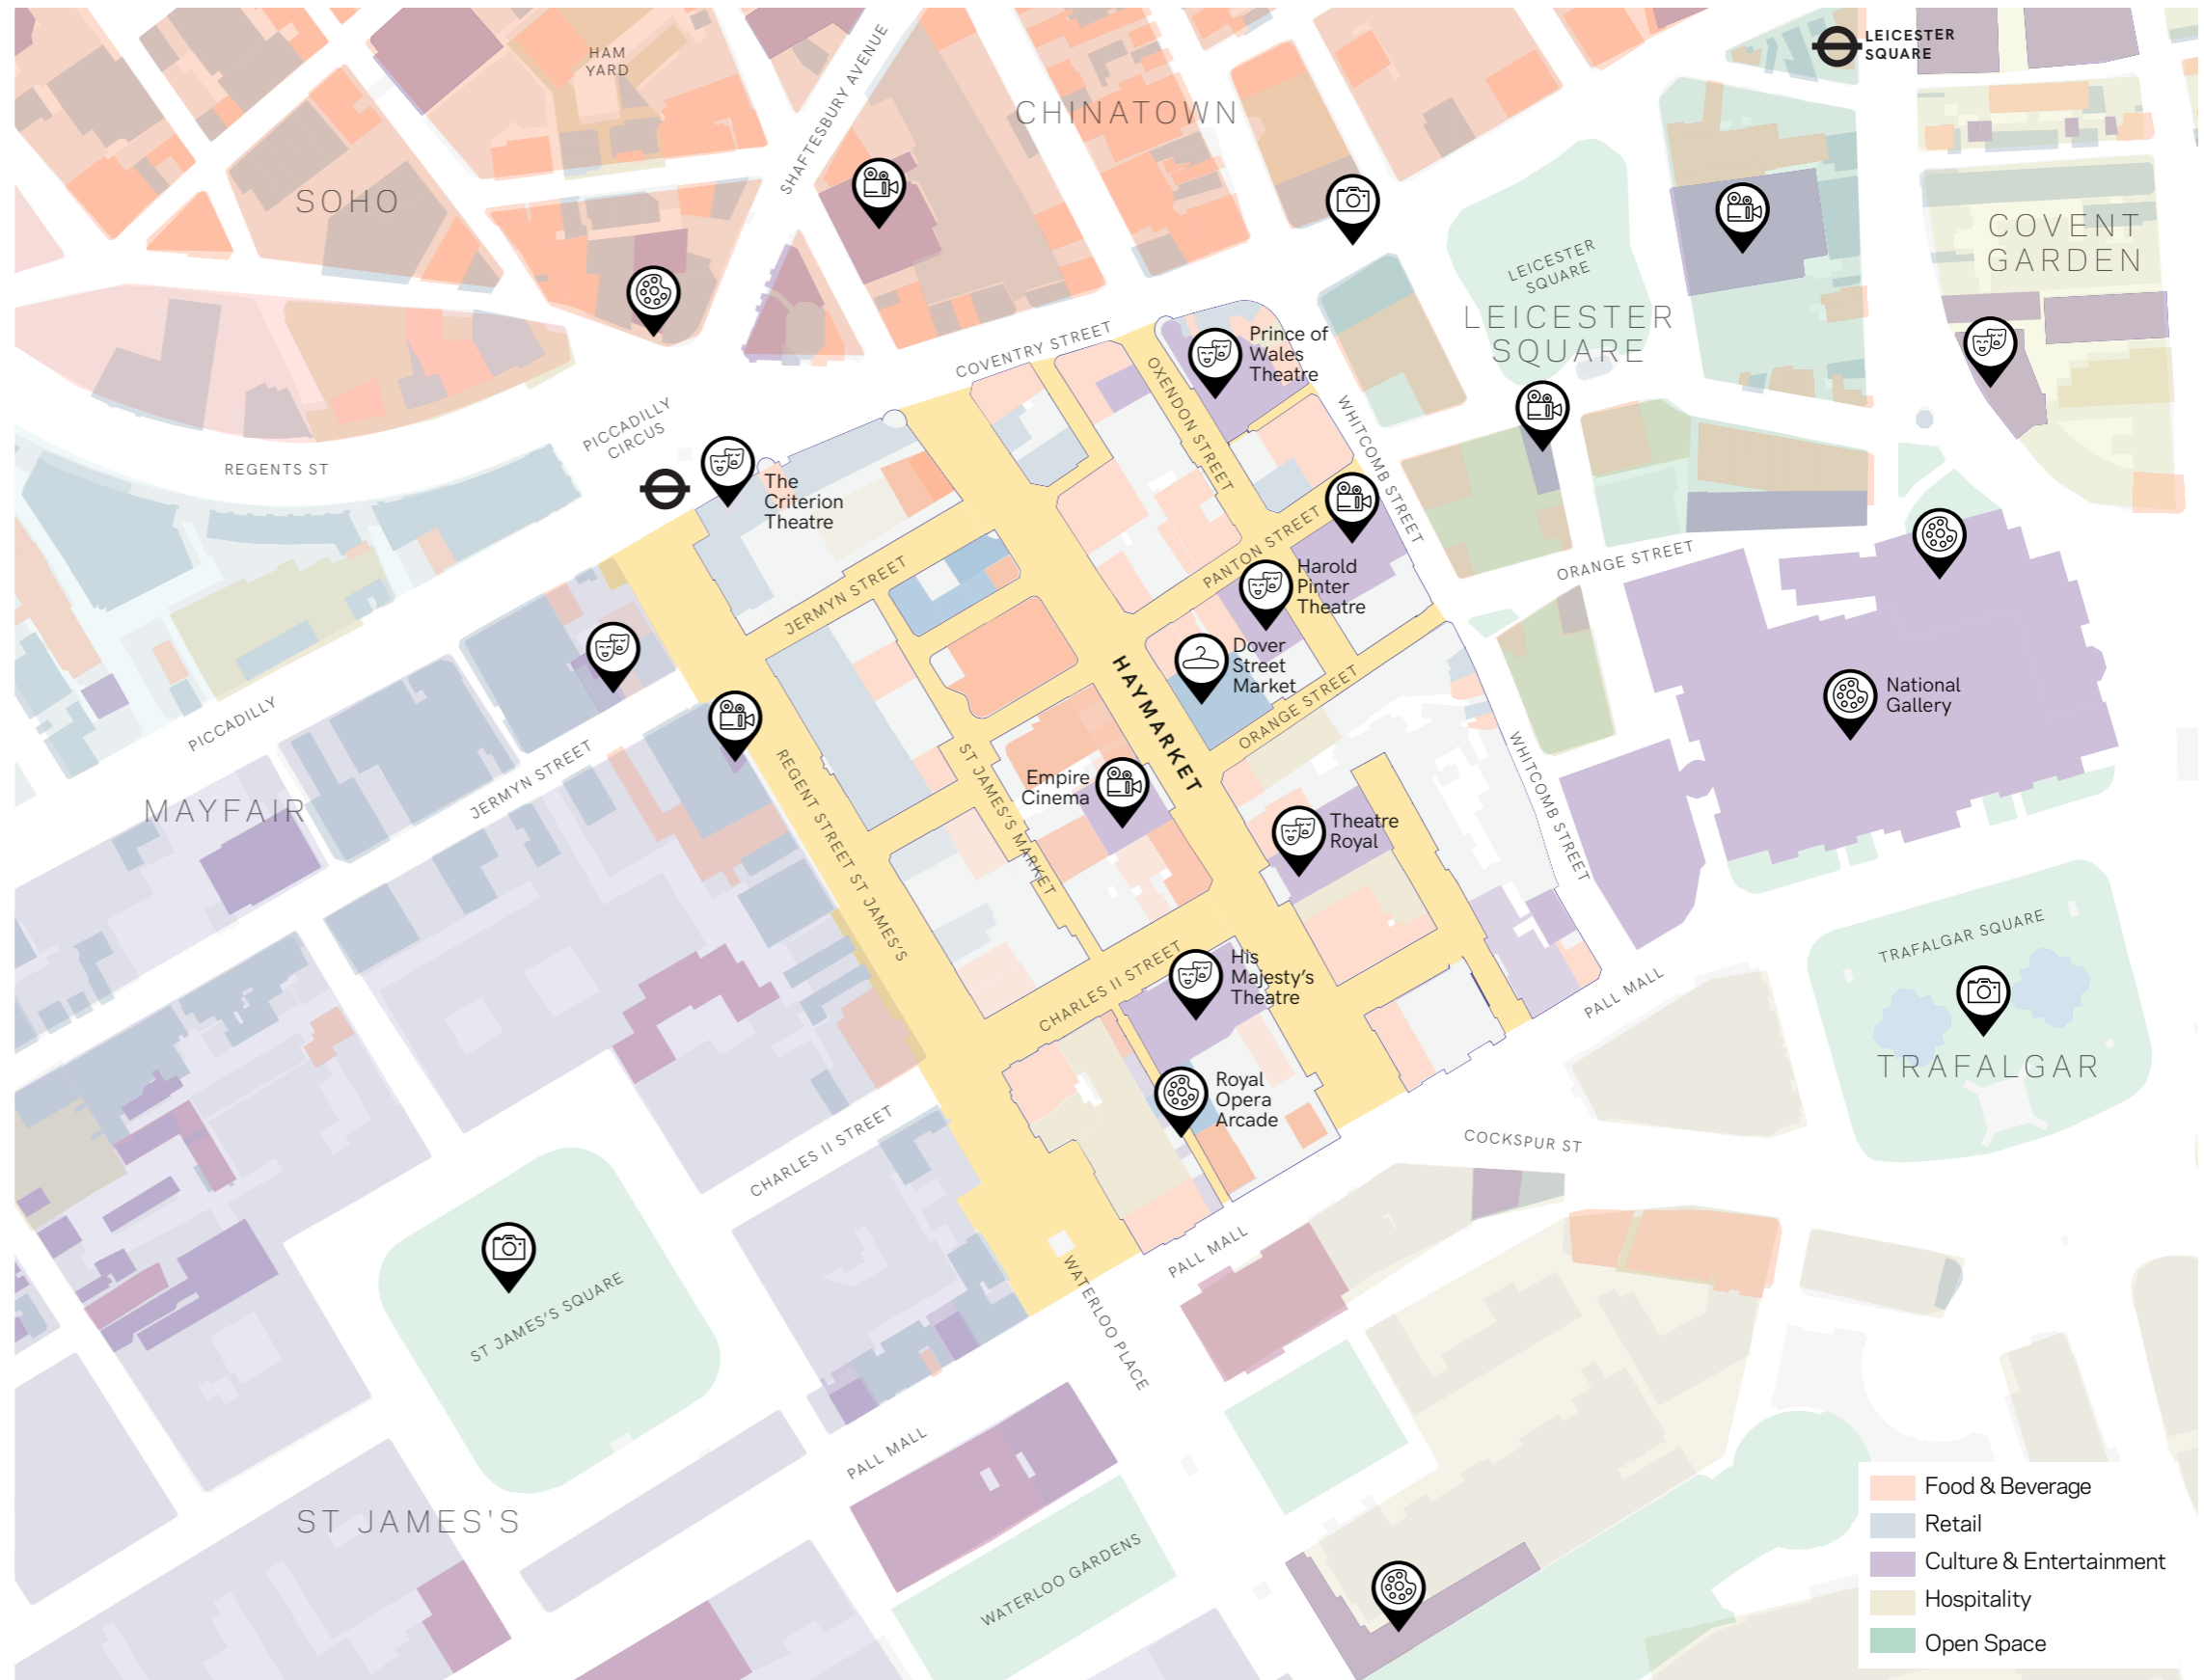 HAM
YARD
SHAFTESBURY AVENUE
CHINATOWN
LEICESTER
SQUARE
SOHO
COVENT
GARDEN
LEICESTER
SQUARE
LEICESTER
SQUARE
COVENTRY STREET
OXENDON STREET
Prince of
Wales
Theatre
WHITCOMB STREET
PICCADILLY
CIRCUS
REGENTS ST
The
Criterion
Theatre
PANTON STREET
ORANGE STREET
JERMYN STREET
Harold
Pinter
Theatre
Dover
Street
Market
HAYMARKET
ORANGE STREET
National
Gallery
PICCADILLY
JERMYN STREET
MAYFAIR
REGENT STREET ST JAMES'S
ST JAMES'S MARKET
Empire
Cinema
Theatre
Royal
WHITCOMB STREET
CHARLES II STREET
His
Majesty's
Theatre
PALL MALL
TRAFALGAR SQUARE
TRAFALGAR
Royal
Opera
Arcade
CHARLES II STREET
COCKSPUR ST
PALL MALL
WATERLOO PLACE
ST JAMES'S SQUARE
PALL MALL
ST JAMES'S
WATERLOO GARDENS
Food & Beverage
Retail
Culture & Entertainment
Hospitality
Open Space